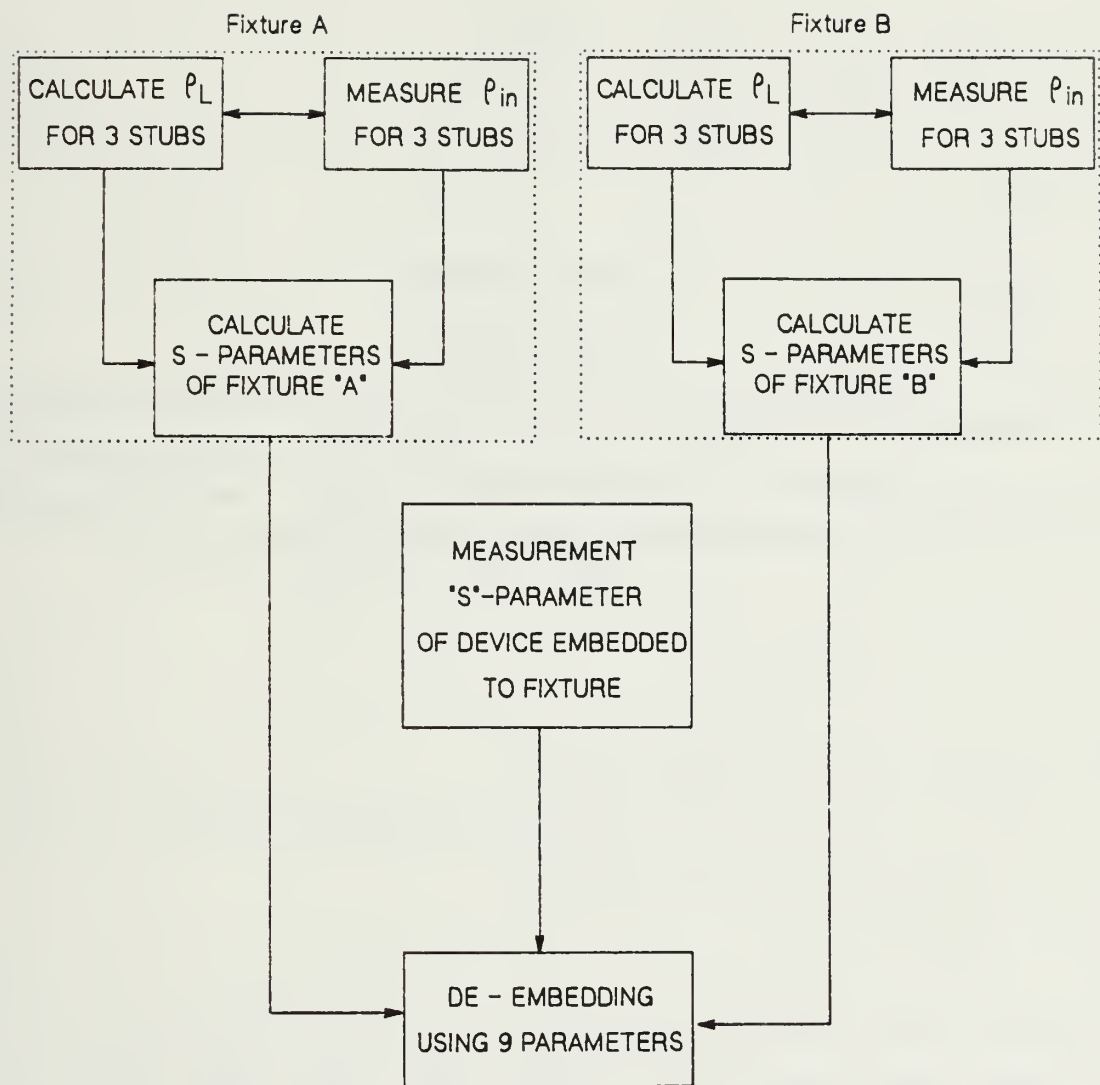 Fixture A
CALCULATE ρL
FOR 3 STUBS
MEASURE ρin
FOR 3 STUBS
CALCULATE
S - PARAMETERS
OF FIXTURE "A"
Fixture B
CALCULATE ρL
FOR 3 STUBS
MEASURE ρin
FOR 3 STUBS
CALCULATE
S - PARAMETERS
OF FIXTURE "B"
MEASUREMENT
"S"-PARAMETER
OF DEVICE EMBEDDED
TO FIXTURE
DE - EMBEDDING
USING 9 PARAMETERS